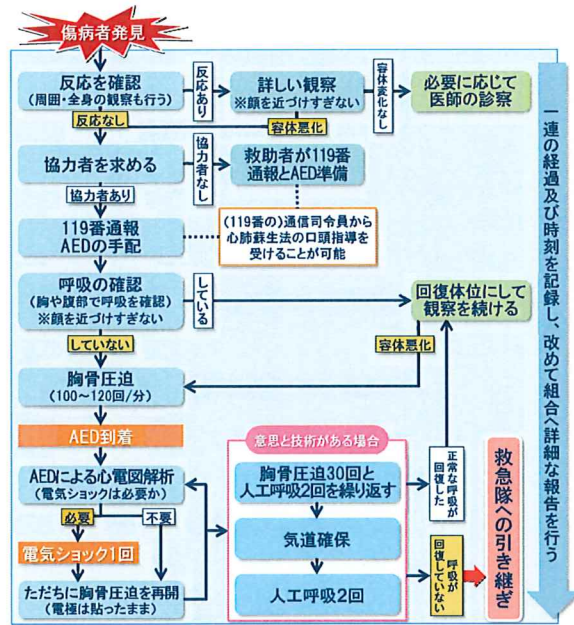 傷病者発見
反応を確認
(周囲・全身の観察も行う)
反応あり
詳しい観察
※顔を近づけすぎない
容体変化なし
必要に応じて
医師の診察
反応なし
容体悪化
協力者を求める
協力者なし
救助者が119番
通報とAED準備
協力者あり
119番通報
AEDの手配
(119番の)通信司令員から
心肺蘇生法の口頭指導を
受けることが可能
呼吸の確認
(胸や腹部で呼吸を確認)
※顔を近づけすぎない
している
回復体位にして
観察を続ける
していない
容体悪化
胸骨圧迫
(100~120回/分)
AED到着
意思と技術がある場合
AEDによる心電図解析
(電気ショックは必要か)
胸骨圧迫30回と
人工呼吸2回を繰り返す
正常な呼吸が
回復した
必要
不要
電気ショック1回
気道確保
ただちに胸骨圧迫を再開
(電極は貼ったまま)
人工呼吸2回
呼吸が
回復していない
救急隊への引き継ぎ
一連の経過及び時刻を記録し、改めて組合へ詳細な報告を行う